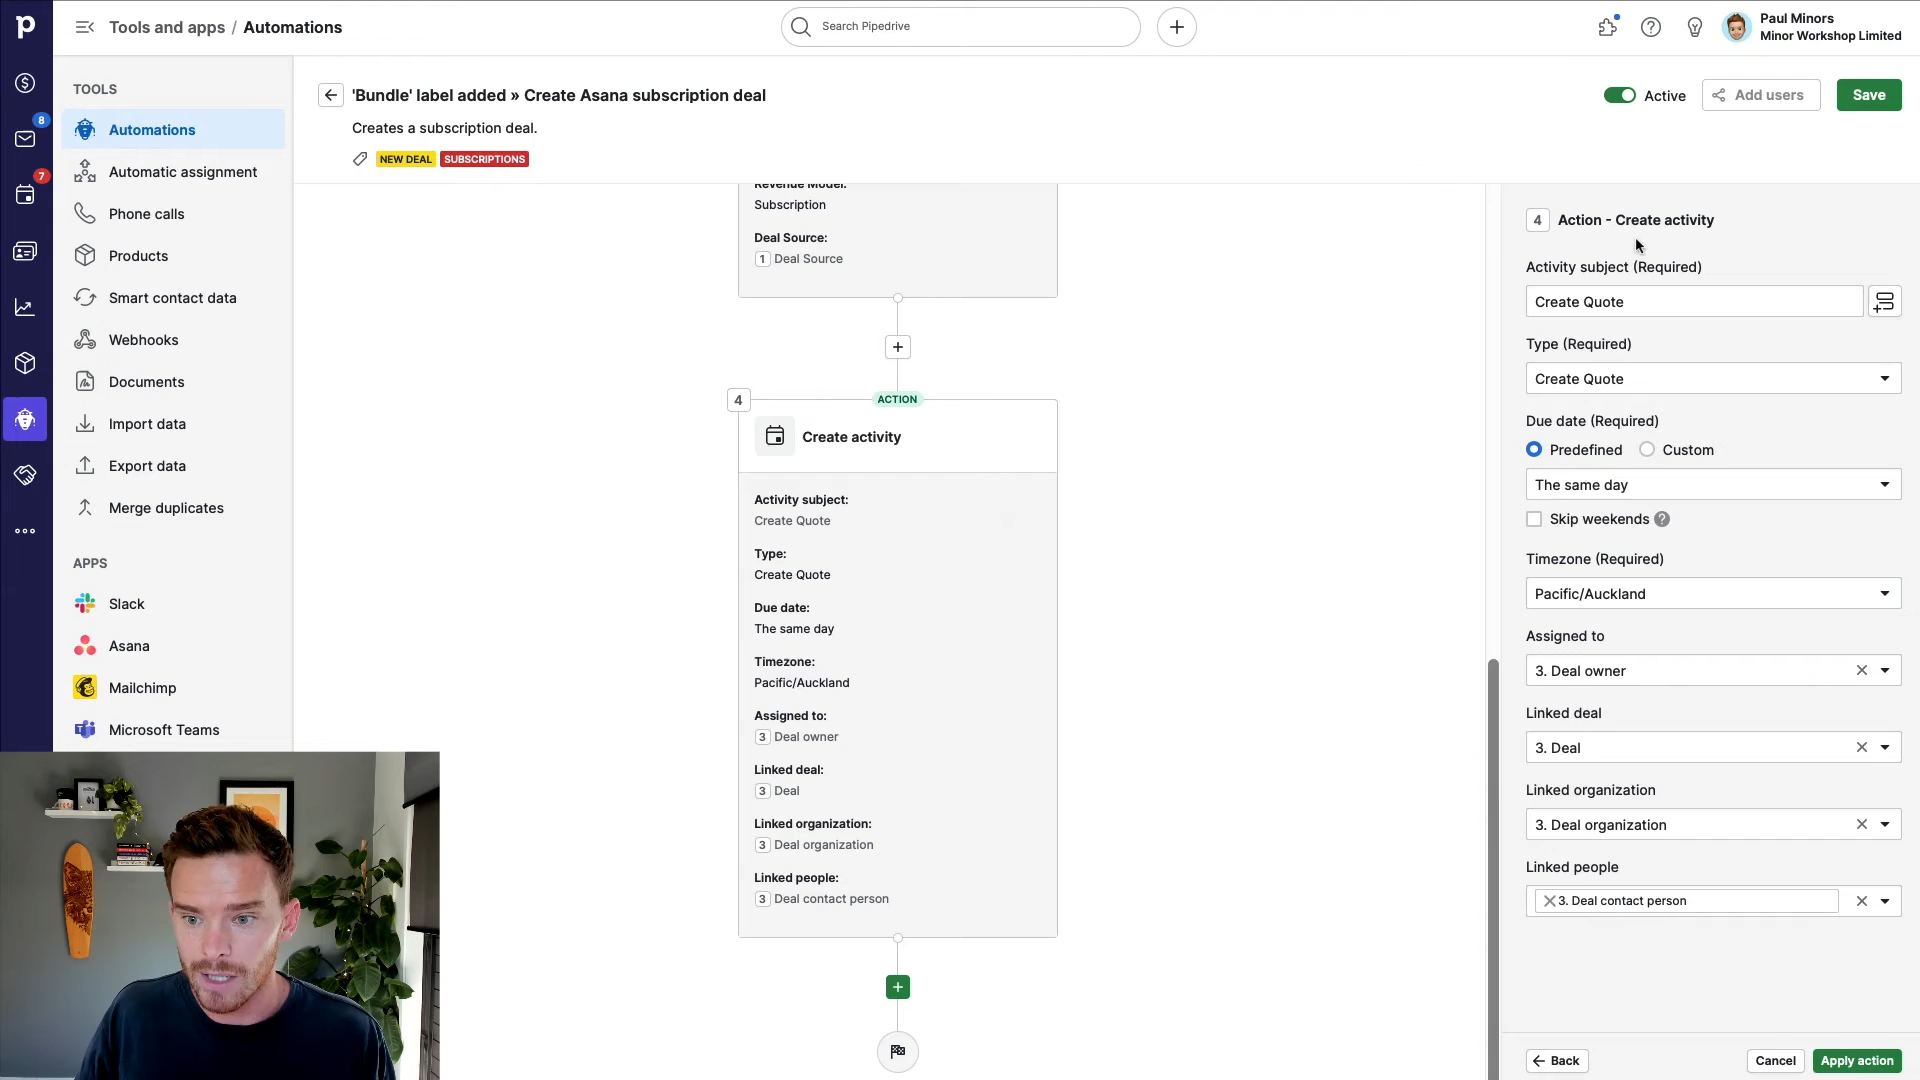 Tools and apps / Automations
Search Pipedrive
Paul Minors
Minor Workshop Limited
8
7
TOOLS
Automations
Automatic assignment
Phone calls
Products
Smart contact data
Webhooks
Documents
Import data
Export data
Merge duplicates
APPS
Slack
Asana
Mailchimp
Microsoft Teams
'Bundle' label added » Create Asana subscription deal
Creates a subscription deal.
NEW DEAL SUBSCRIPTIONS
Active
Add users
Save
Revenue Model:
Subscription
Deal Source:
1 Deal Source
4
ACTION
Create activity
Activity subject:
Create Quote
Type:
Create Quote
Due date:
The same day
Timezone:
Pacific/Auckland
Assigned to:
3 Deal owner
Linked deal:
3 Deal
Linked organization:
3 Deal organization
Linked people:
3 Deal contact person
4 Action - Create activity
Activity subject (Required)
Create Quote
Type (Required)
Create Quote
Due date (Required)
Predefined Custom
The same day
Skip weekends
Timezone (Required)
Pacific/Auckland
Assigned to
3. Deal owner
Linked deal
3. Deal
Linked organization
3. Deal organization
Linked people
3. Deal contact person
Back
Cancel
Apply action